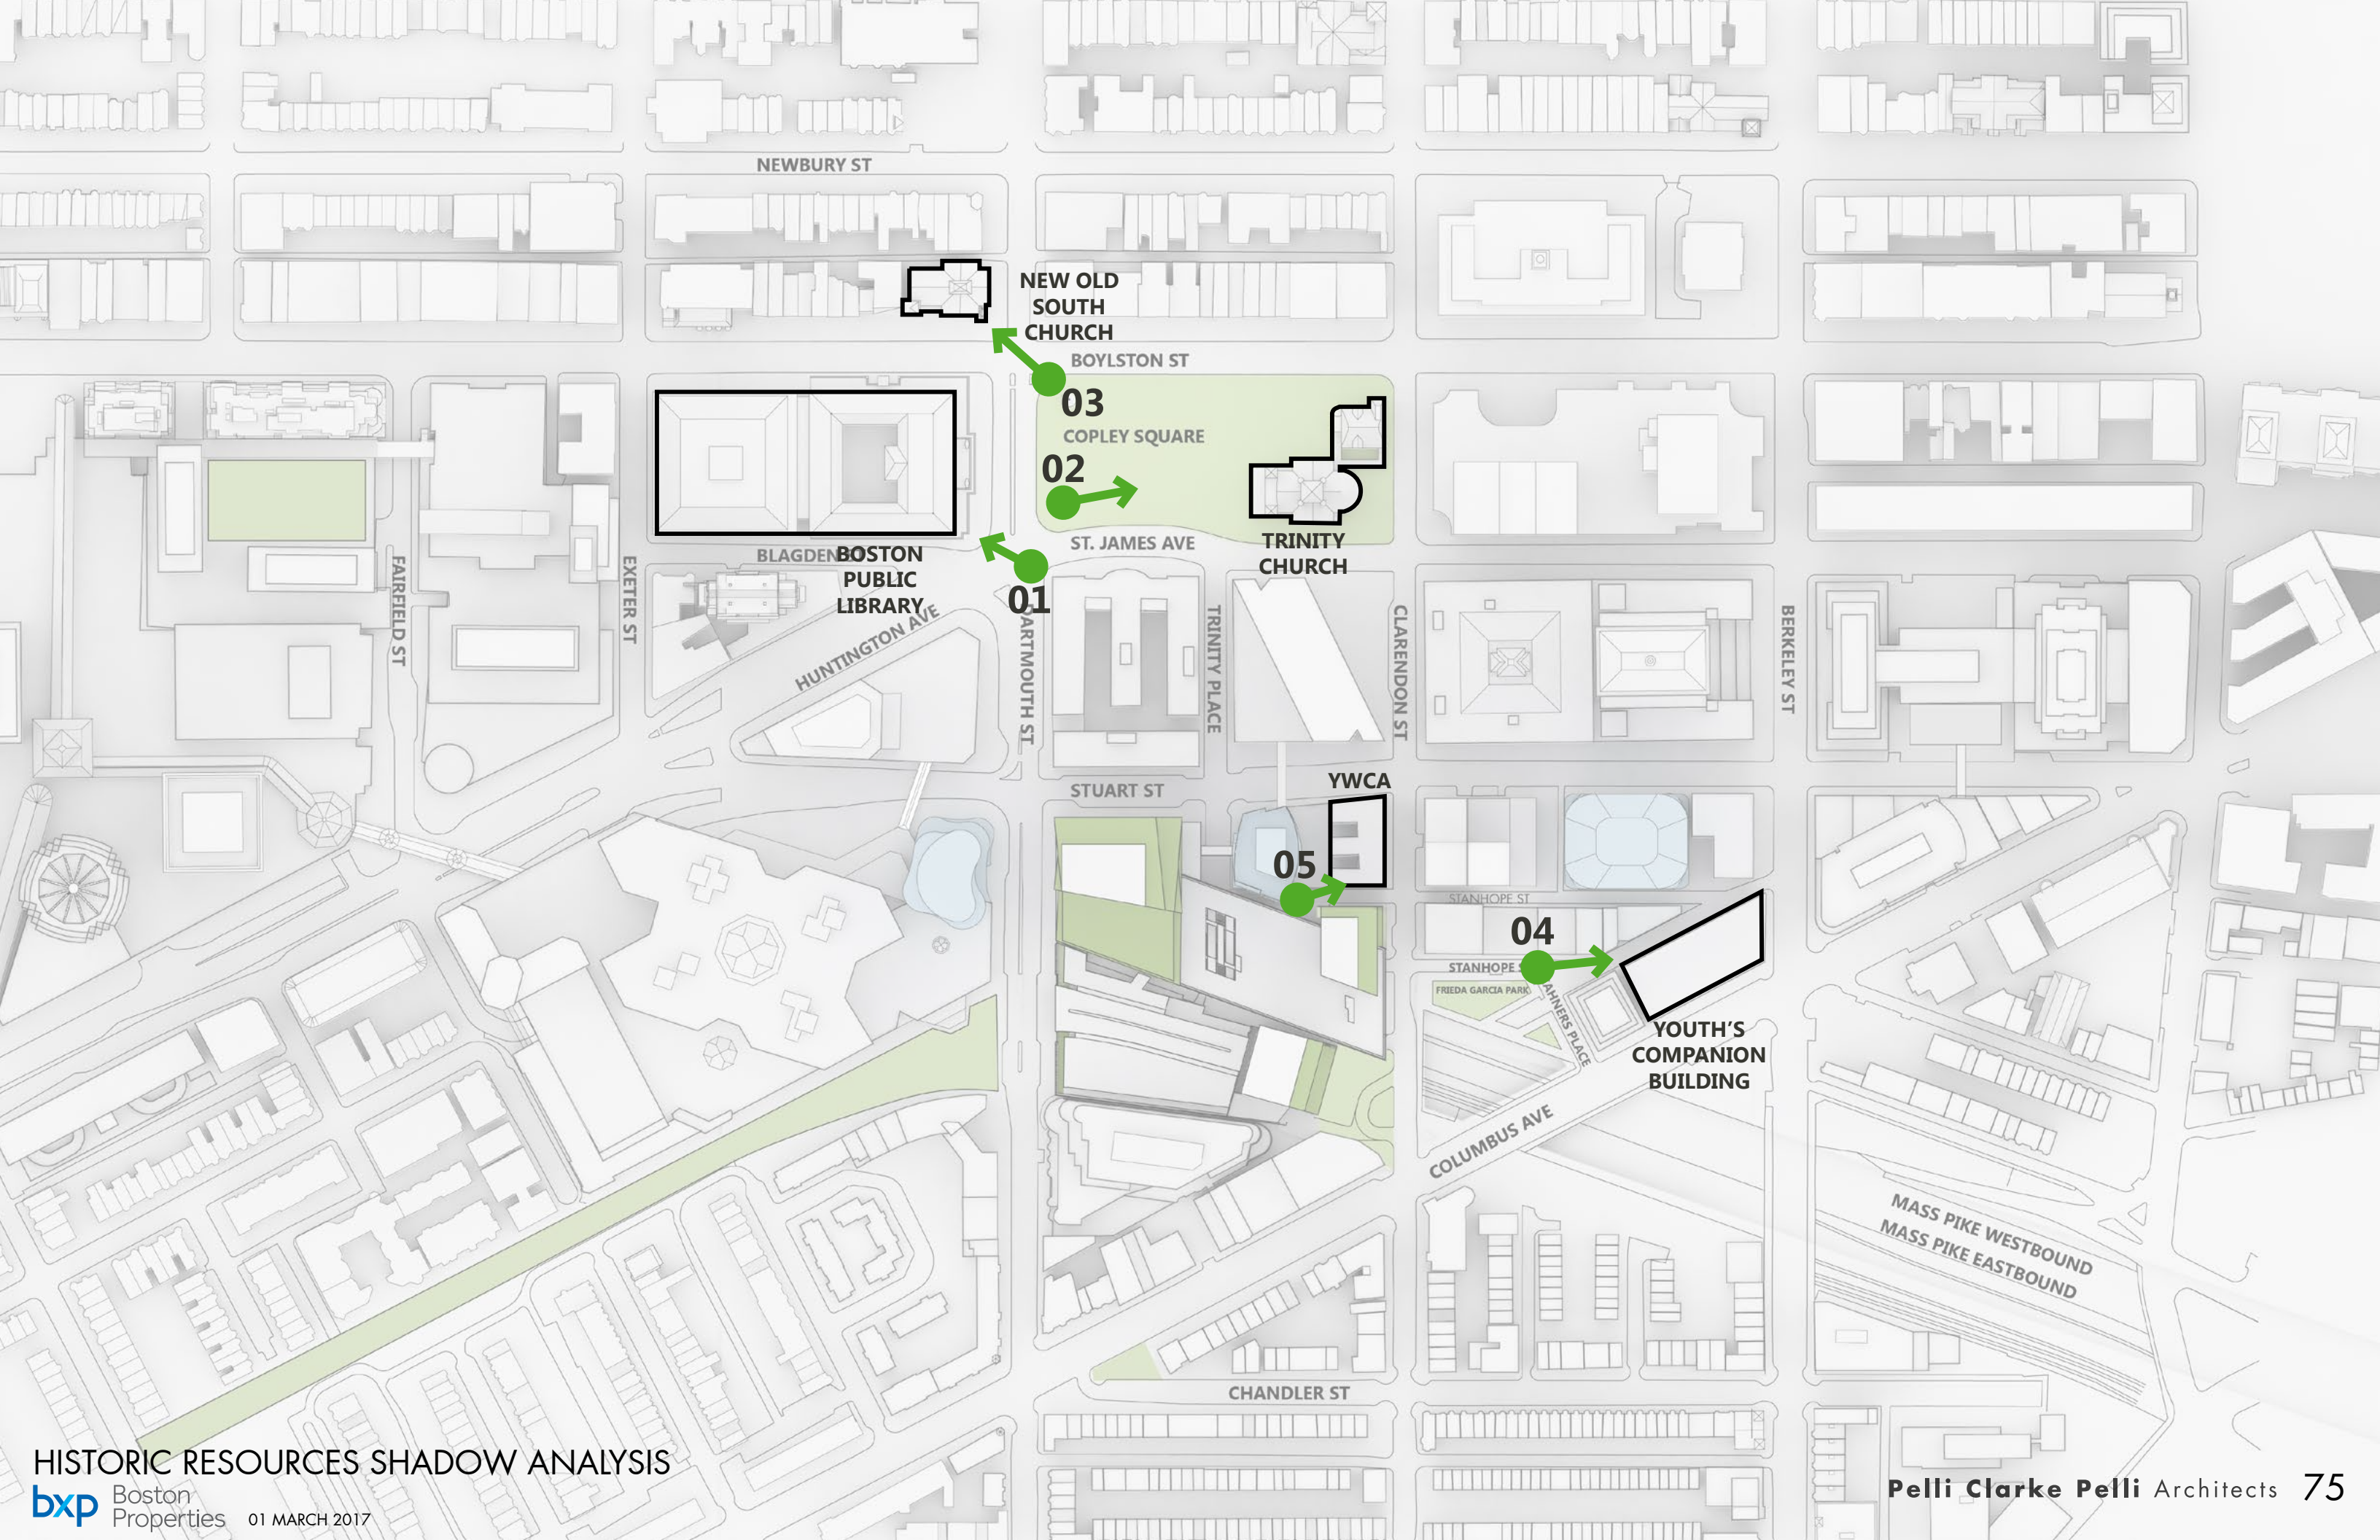 NEWBURY ST
NEW OLD
SOUTH
CHURCH
BOYLSTON ST
03
COPLEY SQUARE
02
ST. JAMES AVE
TRINITY
CHURCH
BLAGDEN ST
BOSTON
PUBLIC
LIBRARY
01
FAIRFIELD ST
EXETER ST
HUNTINGTON AVE
DARTMOUTH ST
TRINITY PLACE
CLARENDON ST
BERKELEY ST
STUART ST
YWCA
05
STANHOPE ST
04
STANHOPE S
FRIEDA GARCIA PARK
AHNERS PLACE
YOUTH'S
COMPANION
BUILDING
COLUMBUS AVE
MASS PIKE WESTBOUND
MASS PIKE EASTBOUND
CHANDLER ST
HISTORIC RESOURCES SHADOW ANALYSIS
bxp Boston
Properties
01 MARCH 2017
Pelli Clarke Pelli Architects 75